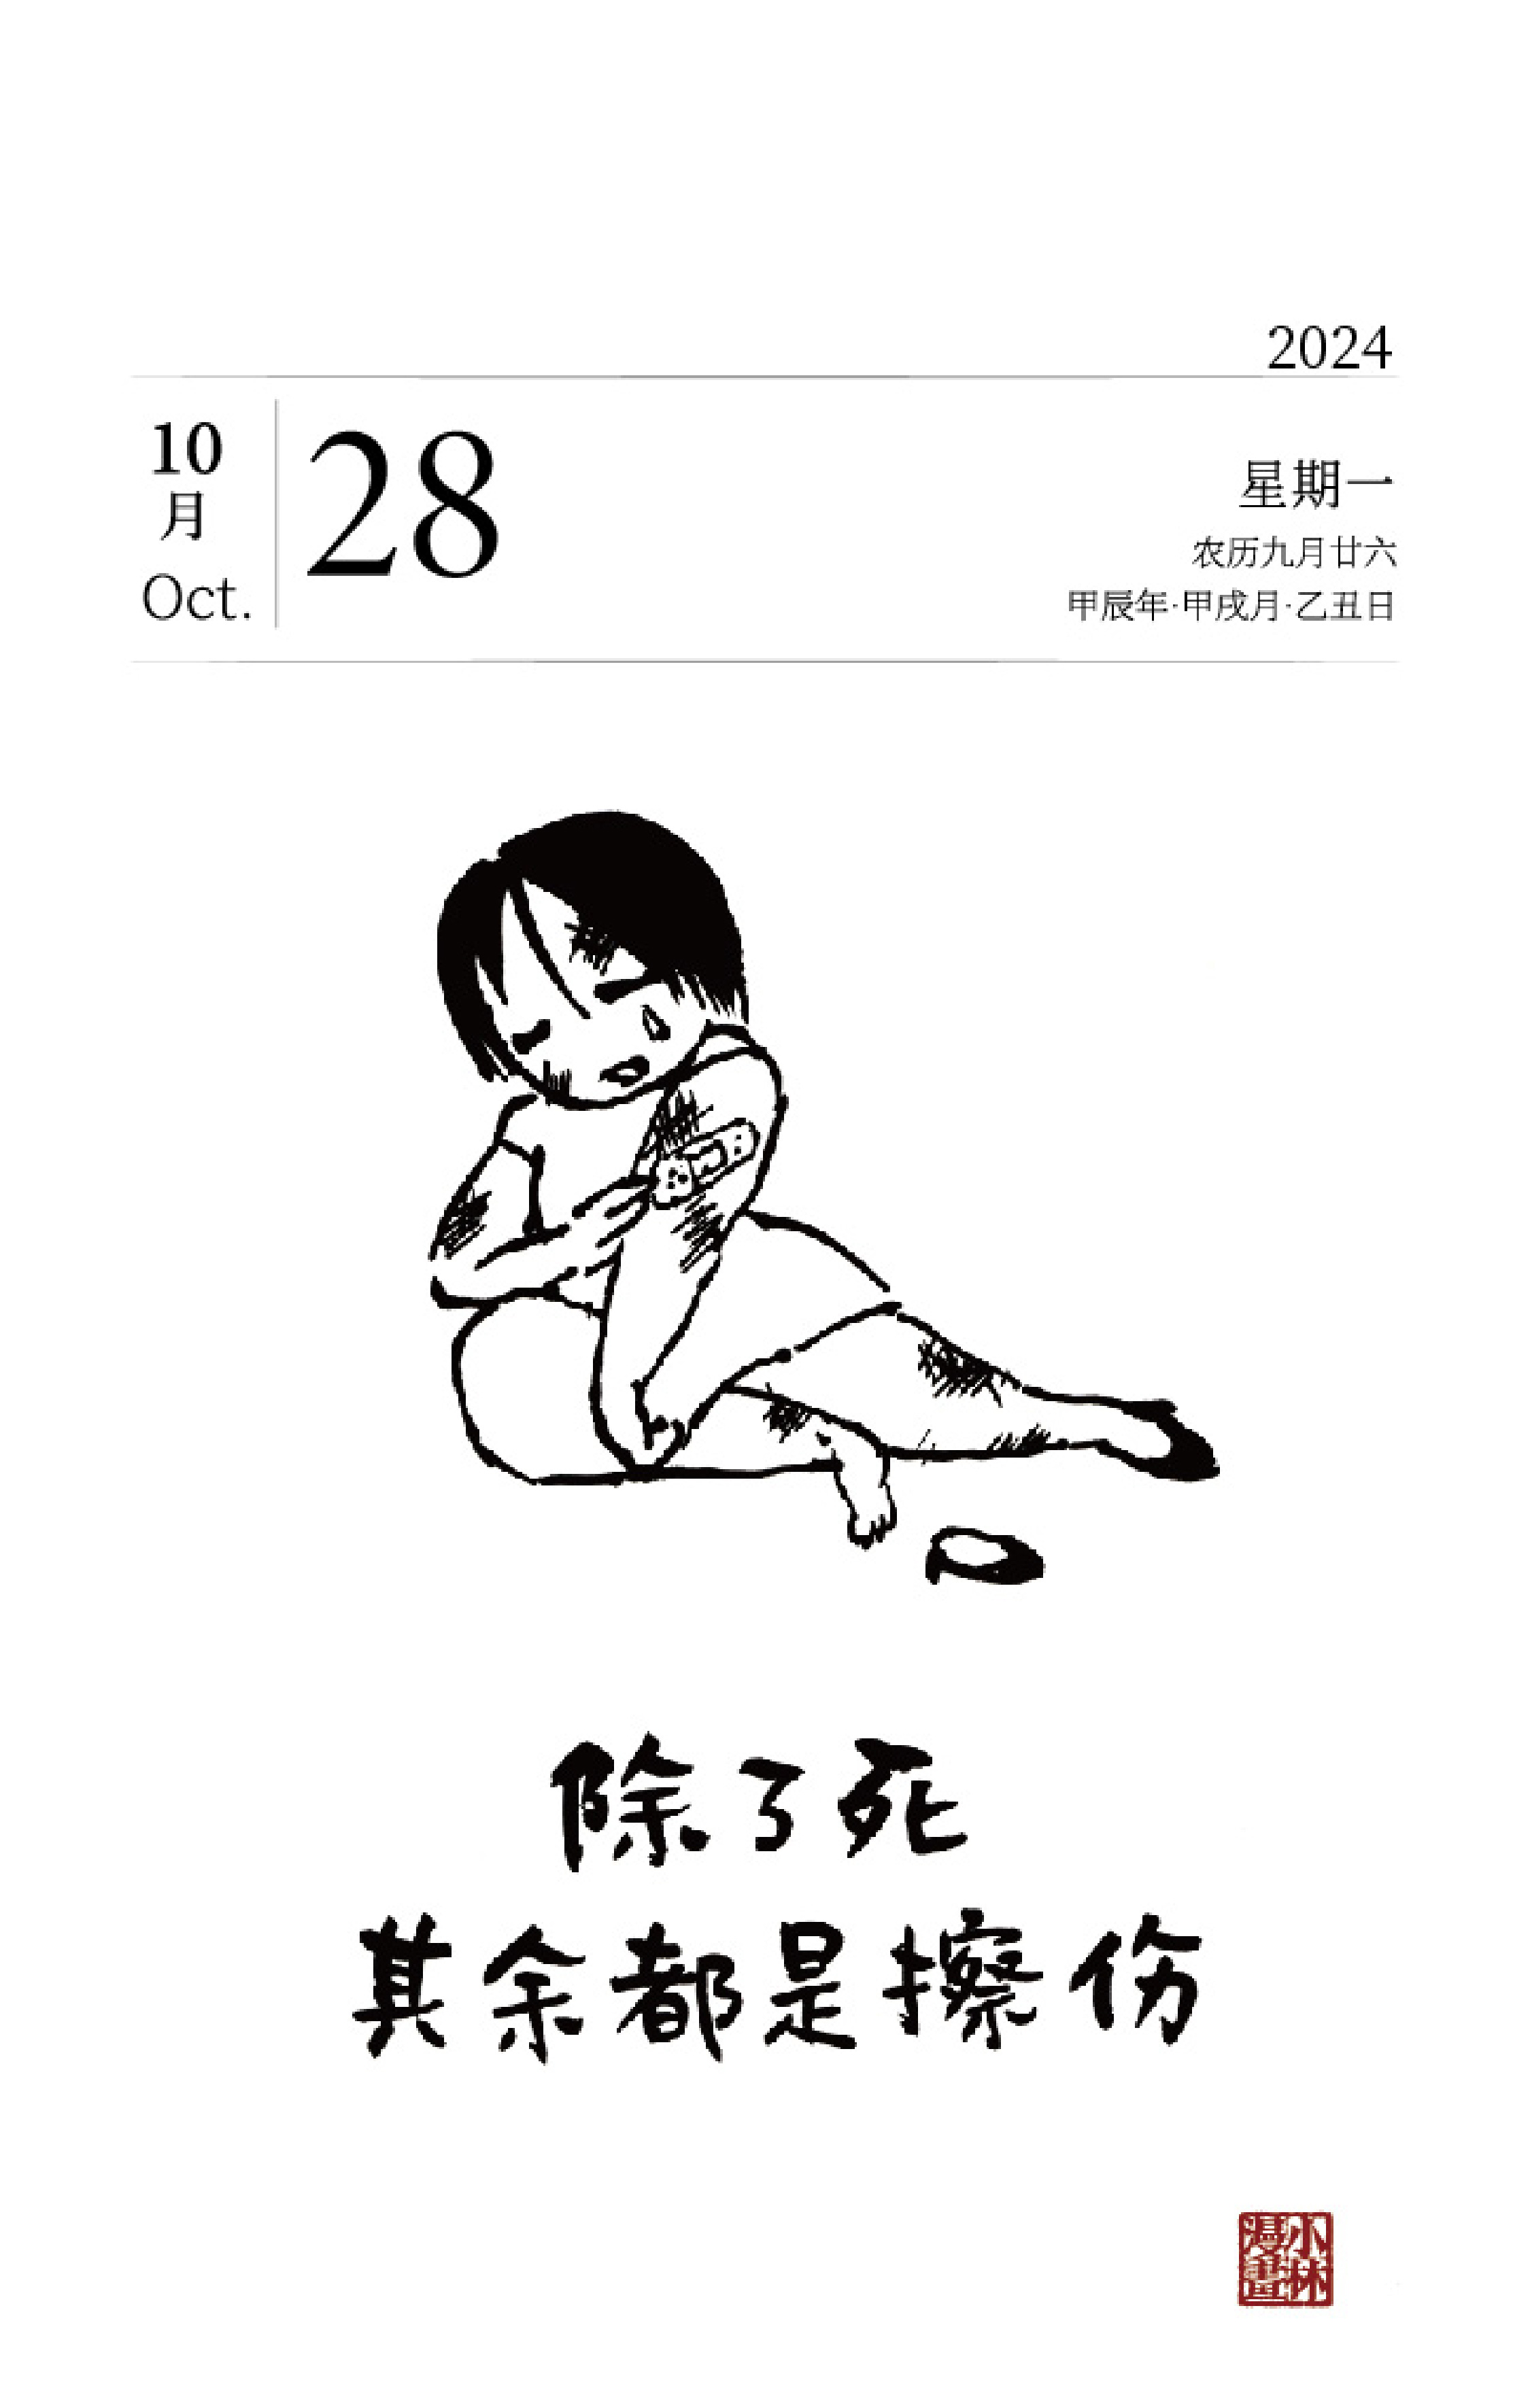 2024
10
月
Oct.
28
星期一
农历九月廿六
甲辰年·甲戌月·乙丑日
除了死
其余都是擦伤
小林
漫畫